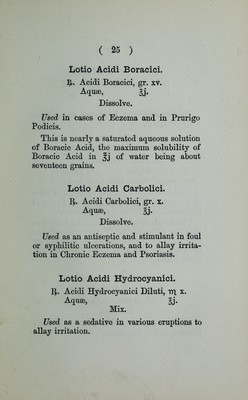 ( 25 )
Lotio Acidi Boracici.
℞. Acidi Boracici, gr. xv.
Aquæ, ʒj.
Dissolve.
Used in cases of Eczema and in Prurigo
Podicis.
This is nearly a saturated aqueous solution
of Boracic Acid, the maximum solubility of
Boracic Acid in ℥j of water being about
seventeen grains.
Lotio Acidi Carbolici.
℞. Acidi Carbolici, gr. x.
Aquæ, ℥j.
Dissolve.
Used as an antiseptic and stimulant in foul
or syphilitic ulcerations, and to allay irrita-
tion in Chronic Eczema and Psoriasis.
Lotio Acidi Hydrocyanici.
℞. Acidi Hydrocyanici Diluti, ♏ x.
Aquæ, ℥j.
Mix.
Used as a sedative in various eruptions to
allay irritation.